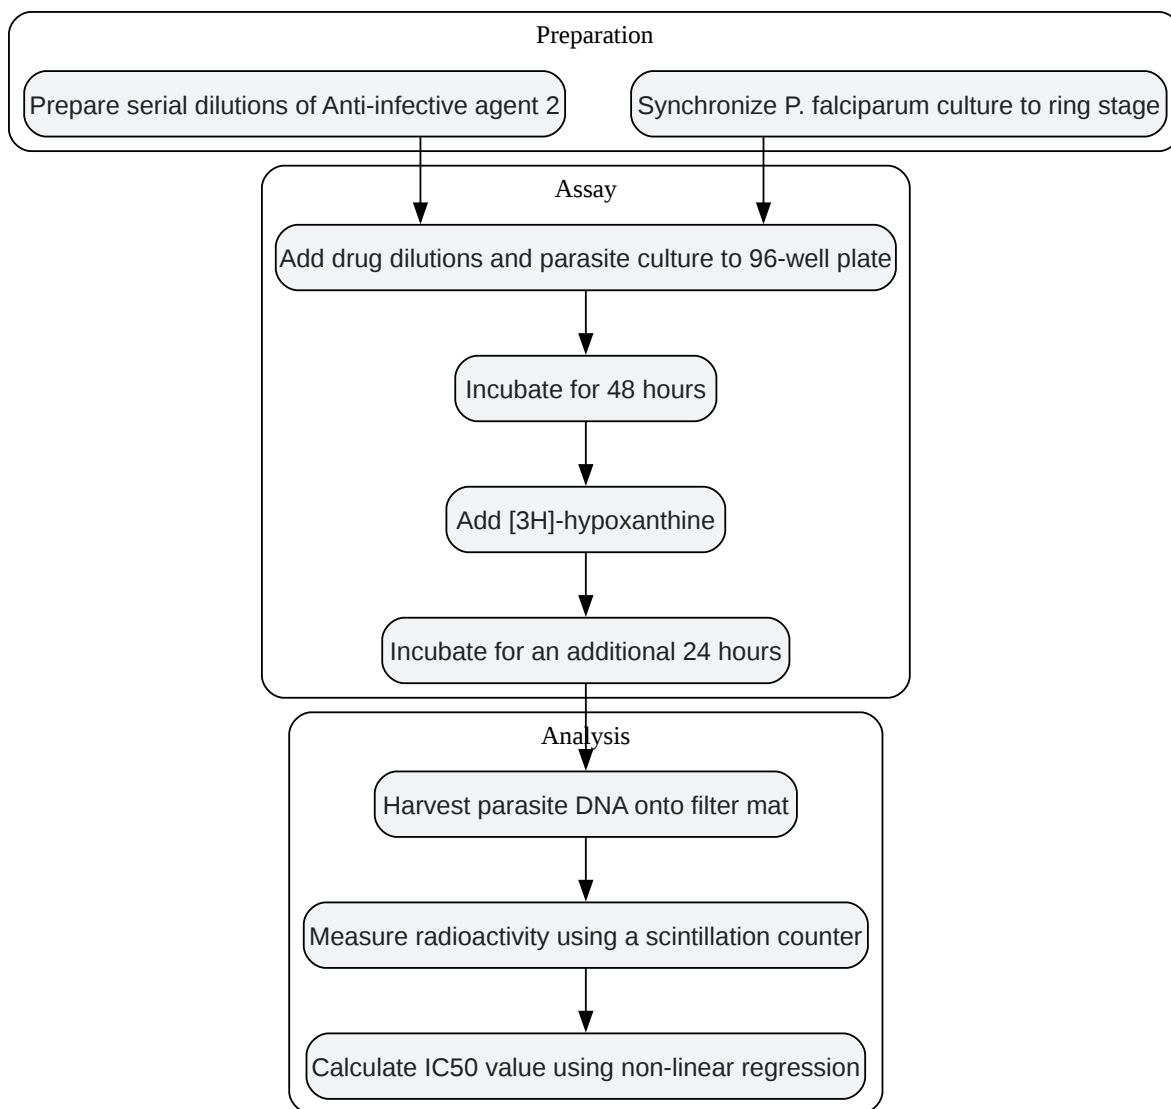 Preparation
Prepare serial dilutions of Anti-infective agent 2
Synchronize P. falciparum culture to ring stage
Assay
Add drug dilutions and parasite culture to 96-well plate
Incubate for 48 hours
Add [3H]-hypoxanthine
Incubate for an additional 24 hours
Analysis
Harvest parasite DNA onto filter mat
Measure radioactivity using a scintillation counter
Calculate IC50 value using non-linear regression